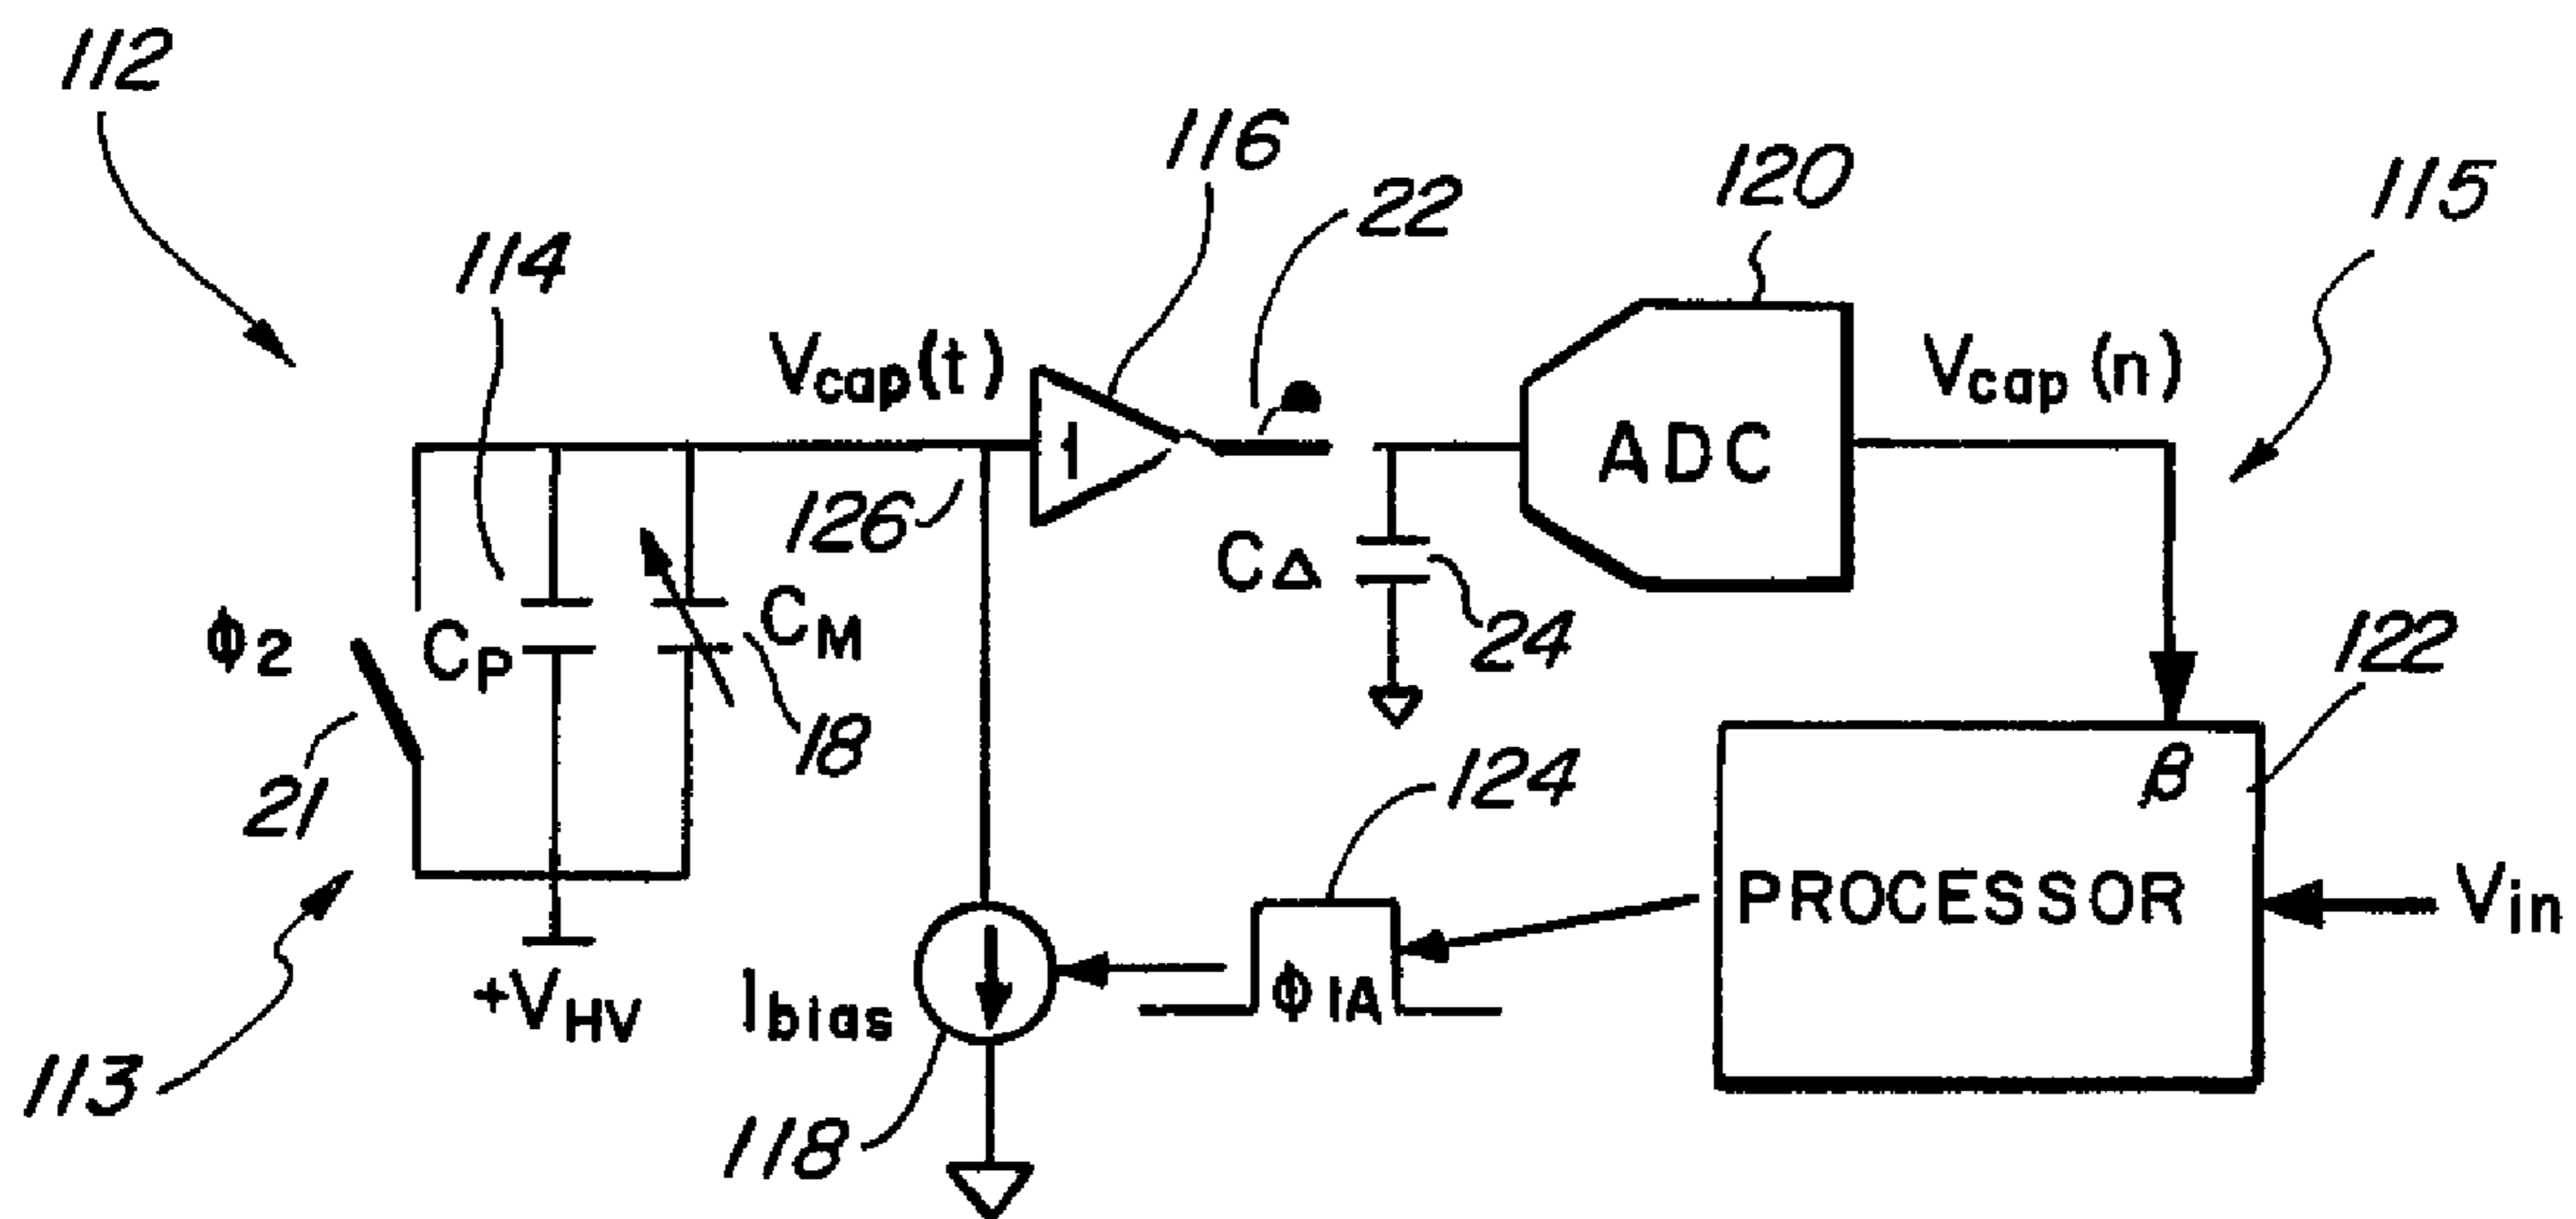 112
116
22
120
115
114
Vcap(t)
1
126
ADC
Vcap (n)
CΔ
24
ϕ2
CP
CM
18
21
122
β
124
PROCESSOR
Vin
+VHV
Ibias
ϕ1A
113
118